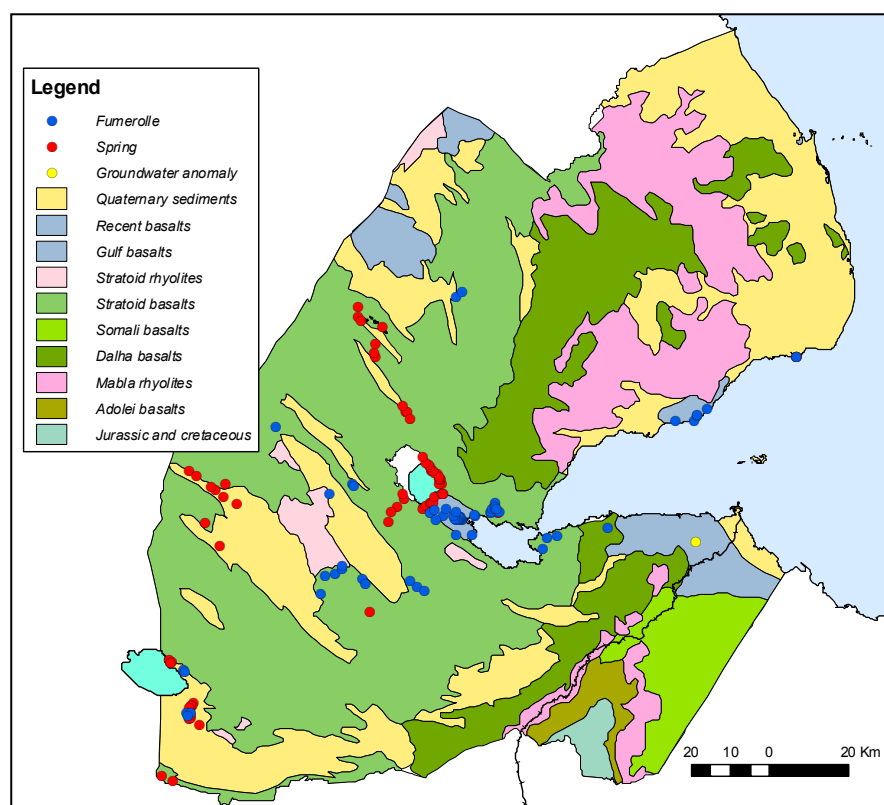 Legend
Fumerolle
Spring
Groundwater anomaly
Quaternary sediments
Recent basalts
Gulf basalts
Stratoid rhyolites
Stratoid basalts
Somali basalts
Dalha basalts
Mabla rhyolites
Adolei basalts
Jurassic and cretaceous
20 10 0 20 Km